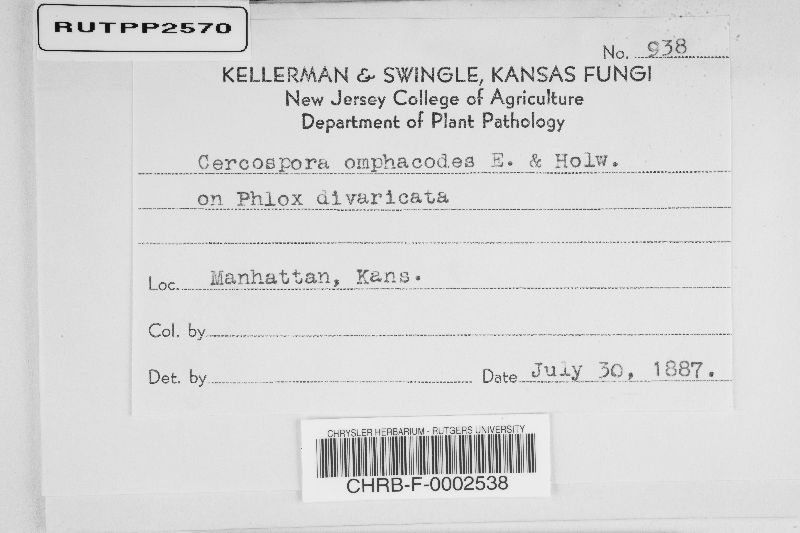 RUTPP2570
No. 938
KELLERMAN & SWINGLE, KANSAS FUNGI
New Jersey College of Agriculture
Department of Plant Pathology
Cercospora omphacodes E. & Holw.
on Phlox divaricata
Loc. Manhattan, Kans.
Col. by
Det. by Date July 30, 1887.
CHRYSLER HERBARIUM - RUTGERS UNIVERSITY
CHRB-F-0002538